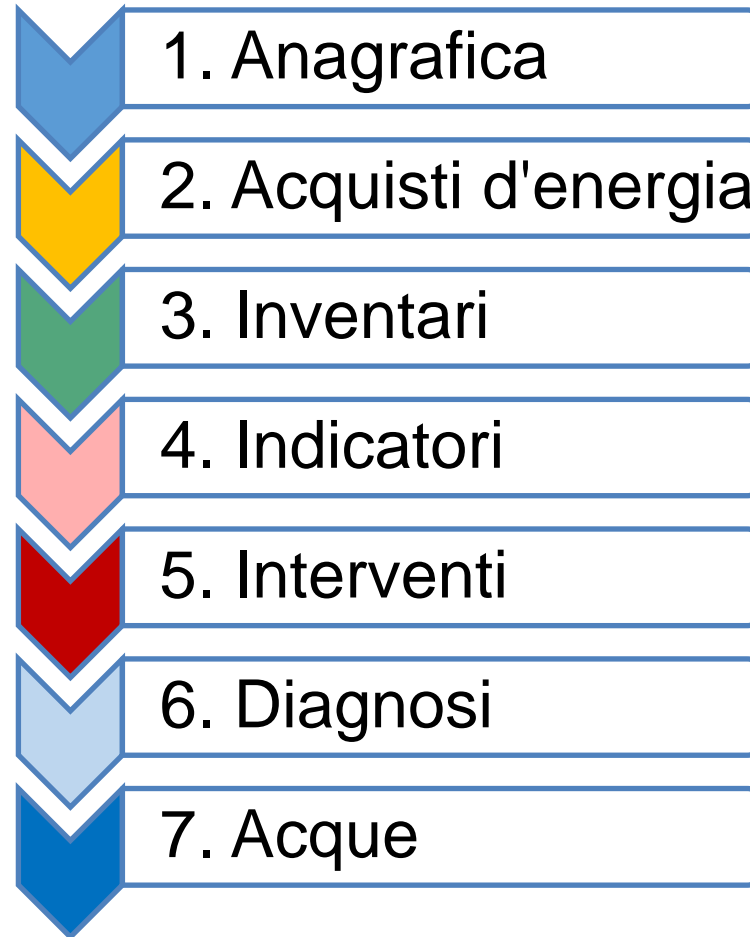 1. Anagrafica
2. Acquisti d'energia
3. Inventari
4. Indicatori
5. Interventi
6. Diagnosi
7. Acque